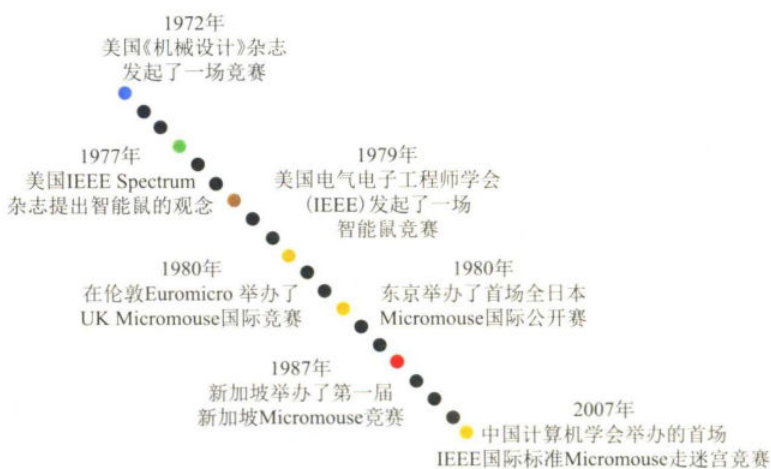 1972年
美国《机械设计》杂志
发起了一场竞赛
1977年
美国IEEE Spectrum
杂志提出智能鼠的观念
1979年
美国电气电子工程师学会
(IEEE)发起了一场
智能鼠竞赛
1980年
在伦敦Euromicro 举办了
UK Micromouse国际竞赛
1980年
东京举办了首场全日本
Micromouse国际公开赛
1987年
新加坡举办了第一届
新加坡Micromouse竞赛
2007年
中国计算机学会举办的首场
IEEE国际标准Micromouse走迷宫竞赛